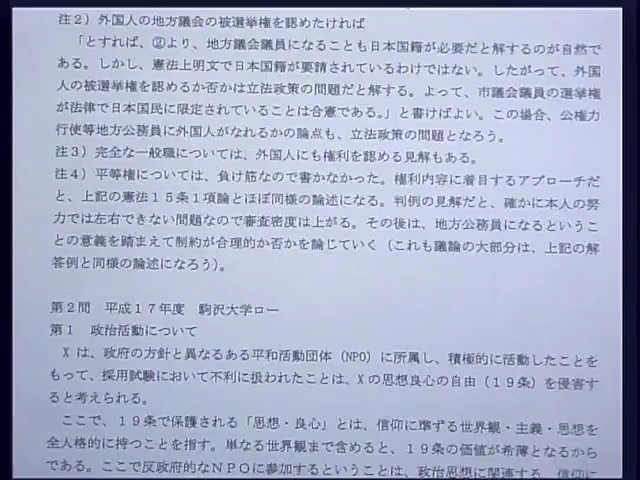 注2）外国人の地方議会の被選挙権を認めたければ
「とすれば、②より、地方議会議員になることも日本国籍が必要だと解するのが自然で
ある。しかし、憲法上明文で日本国籍が要請されているわけではない。したがって、外国
人の被選挙権を認めるか否かは立法政策の問題だと解する。よって、市議会議員の選挙権
が法律で日本国民に限定されていることは合憲である。」と書けばよい。この場合、公権力
行使等地方公務員に外国人がなれるかの論点も、立法政策の問題となろう。
注3）完全な一般職については、外国人にも権利を認める見解もある。
注4）平等権については、負け筋なので書かなかった。権利内容に着目するアプローチだ
と、上記の憲法15条1項論とほぼ同様の論述になる。判例の見解だと、確かに本人の努
力では左右できない問題なので審査密度は上がる。その後は、地方公務員になるというこ
との意義を踏まえて制約が合理的か否かを論じていく（これも議論の大部分は、上記の解
答例と同様の論述になろう）。
第2問　平成17年度　駒沢大学ロー
第1　政治活動について
Xは、政府の方針と異なるある平和活動団体（NPO）に所属し、積極的に活動したことを
もって、採用試験において不利に扱われたことは、Xの思想良心の自由（19条）を侵害す
ると考えられる。
ここで、19条で保護される「思想・良心」とは、信仰に準ずる世界観・主義・思想を
全人格的に持つことを指す。単なる世界観まで含めると、19条の価値が希薄となるから
である。ここで反政府的なNPOに参加するということは、政治思想に関連する、信仰に